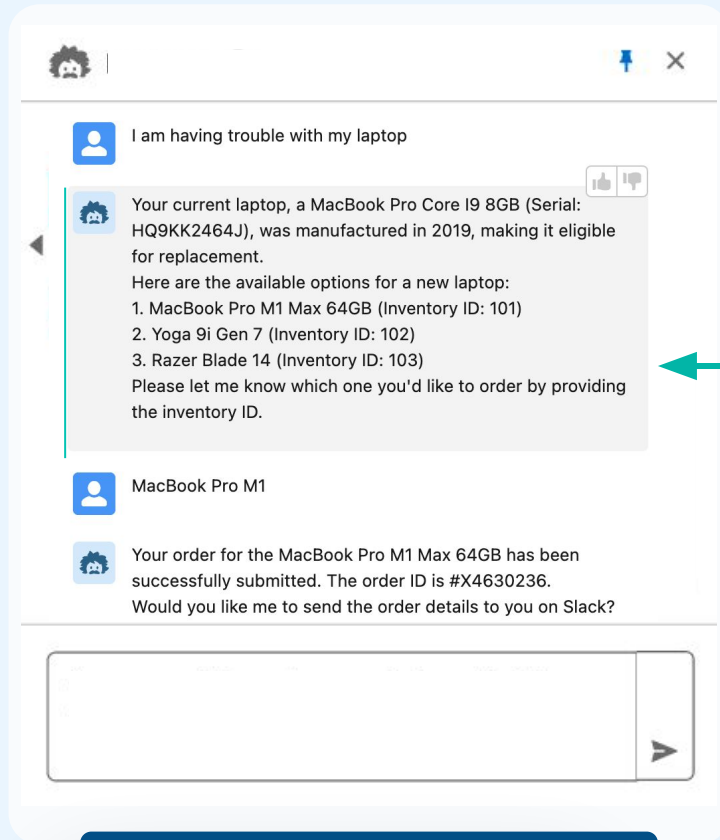 I am having trouble with my laptop
Your current laptop, a MacBook Pro Core I9 8GB (Serial:
HQ9KK2464J), was manufactured in 2019, making it eligible
for replacement.
Here are the available options for a new laptop:
1. MacBook Pro M1 Max 64GB (Inventory ID: 101)
2. Yoga 9i Gen 7 (Inventory ID: 102)
3. Razer Blade 14 (Inventory ID: 103)
Please let me know which one you'd like to order by providing
the inventory ID.
MacBook Pro M1
Your order for the MacBook Pro M1 Max 64GB has been
successfully submitted. The order ID is #X4630236.
Would you like me to send the order details to you on Slack?